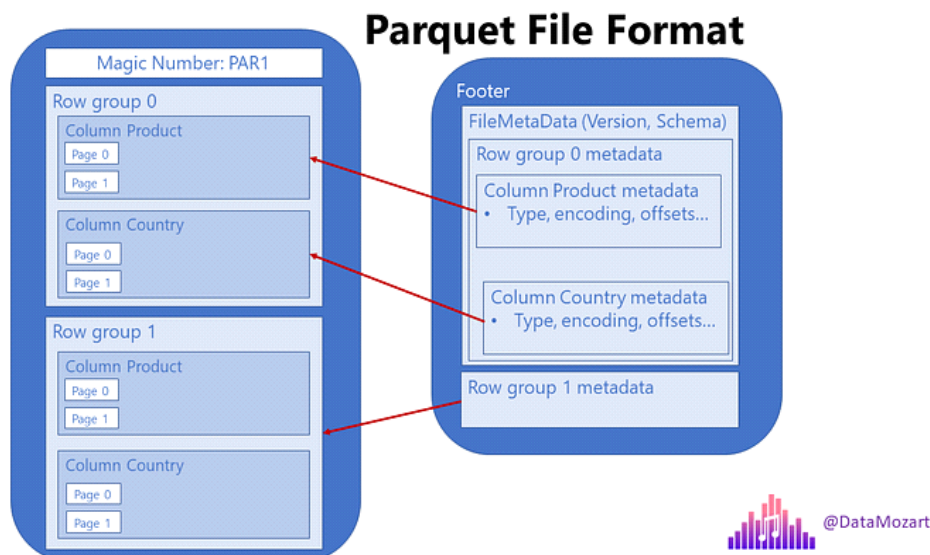 Parquet File Format
Magic Number: PAR1
Row group 0
Column Product
Page 0
Page 1
Column Country
Page 0
Page 1
Row group 1
Column Product
Page 0
Page 1
Column Country
Page 0
Page 1
Footer
FileMetaData (Version, Schema)
Row group 0 metadata
Column Product metadata
• Type, encoding, offsets...
Column Country metadata
• Type, encoding, offsets...
Row group 1 metadata
@DataMozart